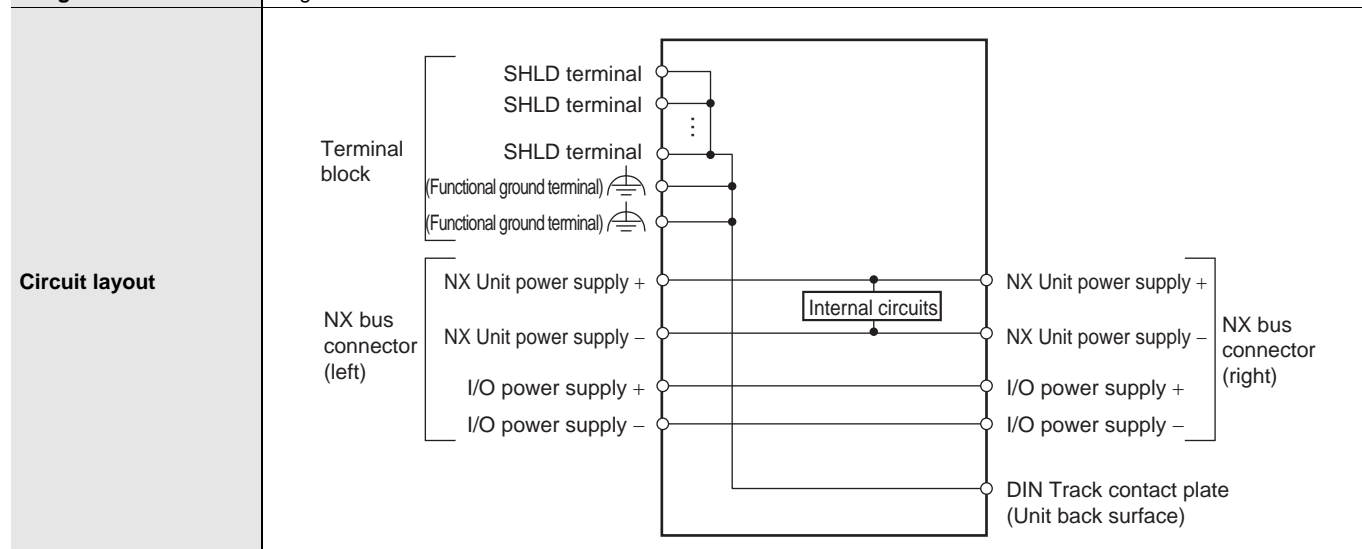 Circuit layout
Terminal
block
SHLD terminal
SHLD terminal
⋮
SHLD terminal
(Functional ground terminal)
(Functional ground terminal)
NX bus
connector
(left)
NX Unit power supply +
NX Unit power supply −
I/O power supply +
I/O power supply −
Internal circuits
NX Unit power supply +
NX Unit power supply −
I/O power supply +
I/O power supply −
NX bus
connector
(right)
DIN Track contact plate
(Unit back surface)